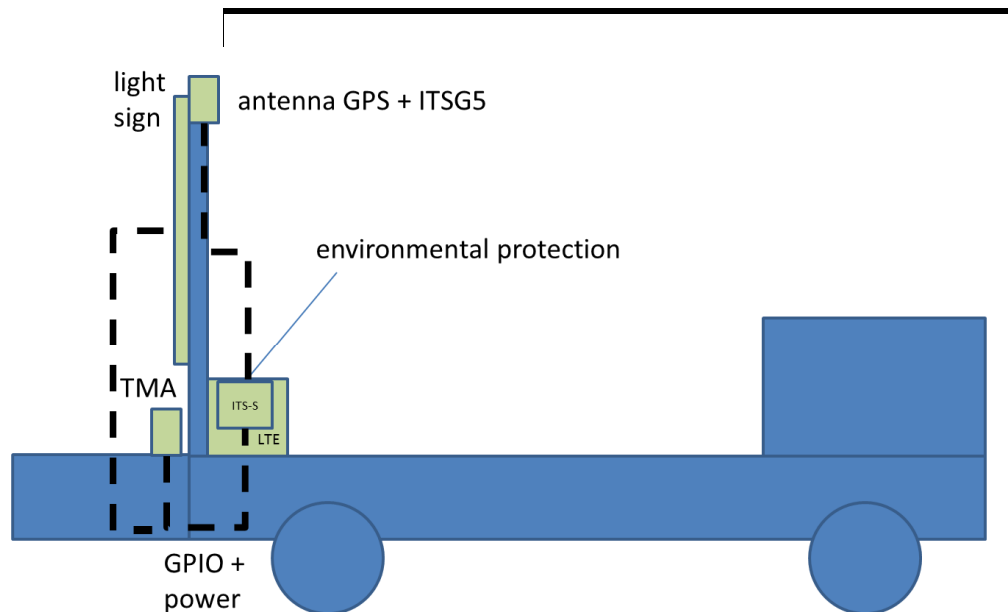 light
sign
antenna GPS + ITSG5
environmental protection
TMA
ITS-S
LTE
GPIO +
power